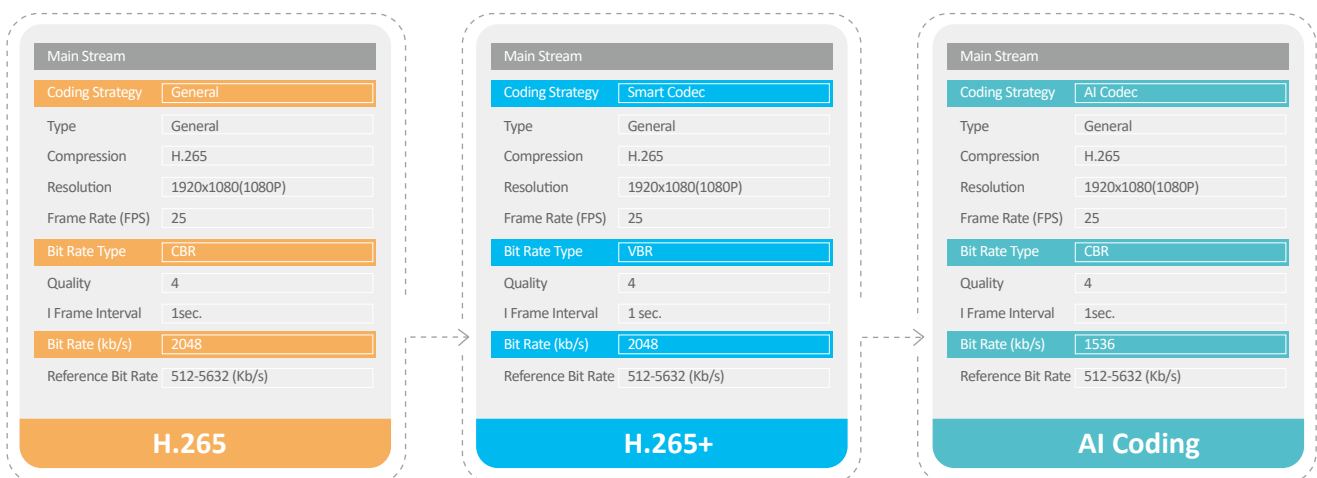 Main Stream
Coding Strategy General
Type General
Compression H.265
Resolution 1920x1080(1080P)
Frame Rate (FPS) 25
Bit Rate Type CBR
Quality 4
I Frame Interval 1sec.
Bit Rate (kb/s) 2048
Reference Bit Rate 512-5632 (Kb/s)
H.265
Main Stream
Coding Strategy Smart Codec
Type General
Compression H.265
Resolution 1920x1080(1080P)
Frame Rate (FPS) 25
Bit Rate Type VBR
Quality 4
I Frame Interval 1 sec.
Bit Rate (kb/s) 2048
Reference Bit Rate 512-5632 (Kb/s)
H.265+
Main Stream
Coding Strategy AI Codec
Type General
Compression H.265
Resolution 1920x1080(1080P)
Frame Rate (FPS) 25
Bit Rate Type CBR
Quality 4
I Frame Interval 1sec.
Bit Rate (kb/s) 1536
Reference Bit Rate 512-5632 (Kb/s)
AI Coding